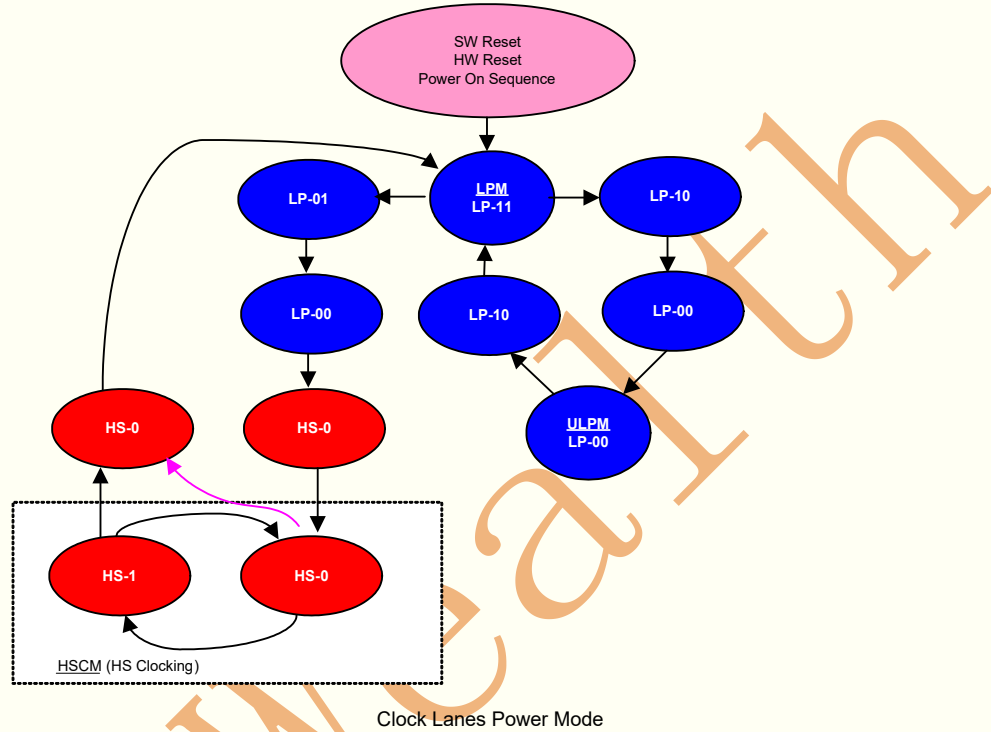 SW Reset
HW Reset
Power On Sequence
LP-01
LPM
LP-11
LP-10
LP-00
LP-10
LP-00
HS-0
HS-0
ULPM
LP-00
HS-1
HS-0
HSCM (HS Clocking)
Clock Lanes Power Mode
wealth